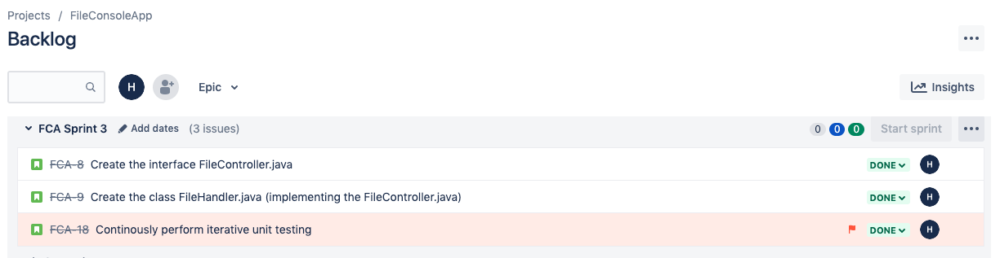 Projects / FileConsoleApp
Backlog
H
Epic
Insights
FCA Sprint 3 Add dates (3 issues) 0 0 0 Start sprint
FCA-8 Create the interface FileController.java DONE H
FCA-9 Create the class FileHandler.java (implementing the FileController.java) DONE H
FCA-18 Continously perform iterative unit testing DONE H